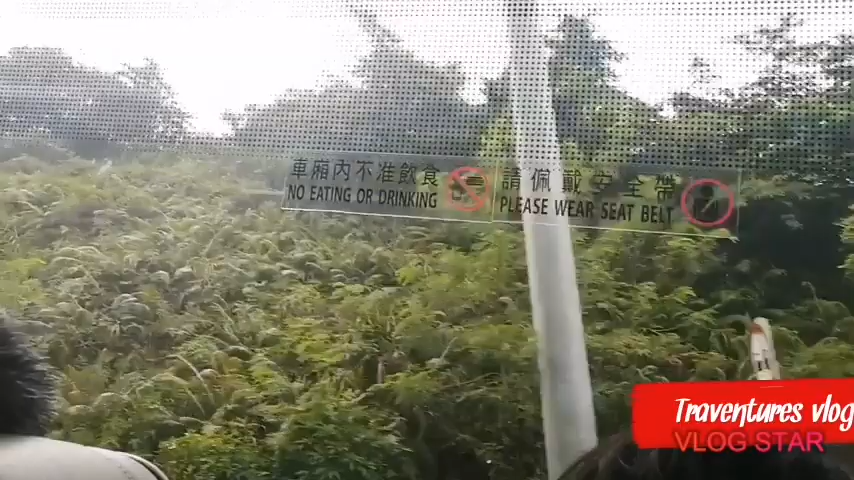 車廂內不准飲食
NO EATING OR DRINKING
請佩戴安全帶
PLEASE WEAR SEAT BELT
Traventures vlog
VLOG STAR